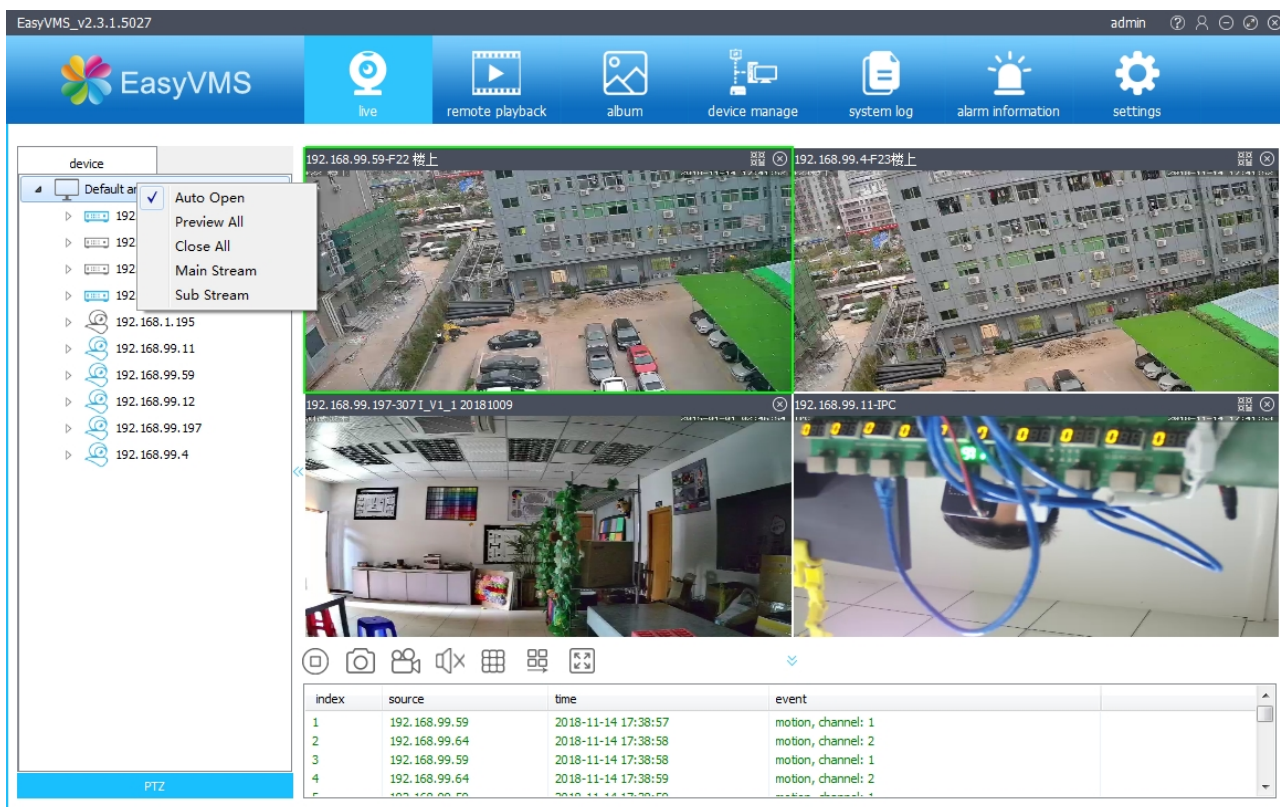 EasyVMS_v2.3.1.5027
admin
EasyVMS
live
remote playback
album
device manage
system log
alarm information
settings
device
Default
Auto Open
Preview All
Close All
Main Stream
Sub Stream
192
192
192
192
192.168.1.195
192.168.99.11
192.168.99.59
192.168.99.12
192.168.99.197
192.168.99.4
PTZ
192.168.99.59-F22 楼上
192.168.99.4-F23楼上
192.168.99.197-307 I_V1_1 20181009
192.168.99.11-IPC
index source time event
1 192.168.99.59 2018-11-14 17:38:57 motion, channel: 1
2 192.168.99.64 2018-11-14 17:38:58 motion, channel: 2
3 192.168.99.59 2018-11-14 17:38:58 motion, channel: 1
4 192.168.99.64 2018-11-14 17:38:59 motion, channel: 2